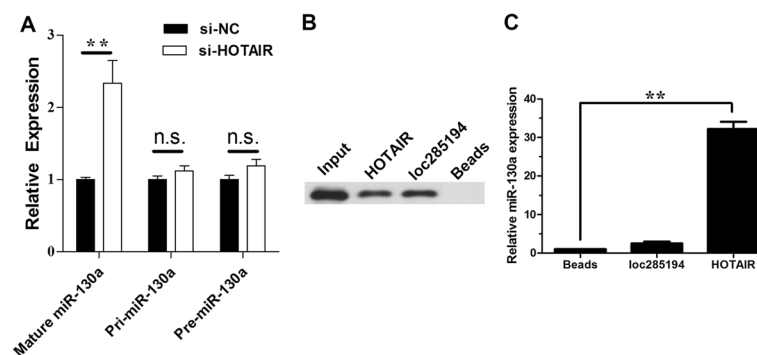 A
si-NC
si-HOTAIR
**
n.s.
n.s.
3
2
1
0
Relative Expression
Mature miR-130a
Pri-miR-130a
Pre-miR-130a
B
Input
HOTAIR
loc285194
Beads
C
**
40
30
20
10
0
Relative miR-130a expression
Beads
loc285194
HOTAIR